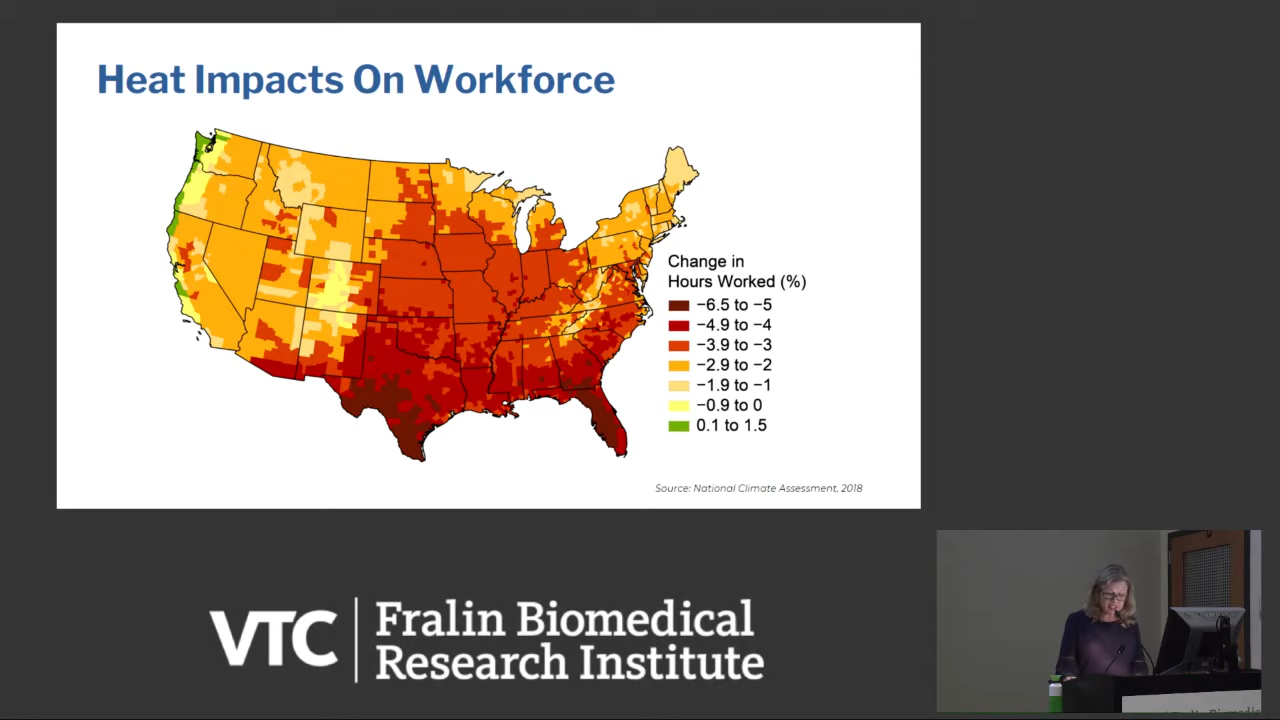 Heat Impacts On Workforce
Change in
Hours Worked (%)
−6.5 to −5
−4.9 to −4
−3.9 to −3
−2.9 to −2
−1.9 to −1
−0.9 to 0
0.1 to 1.5
Source: National Climate Assessment, 2018
VTC
Fralin Biomedical
Research Institute
Fralin Biomedic